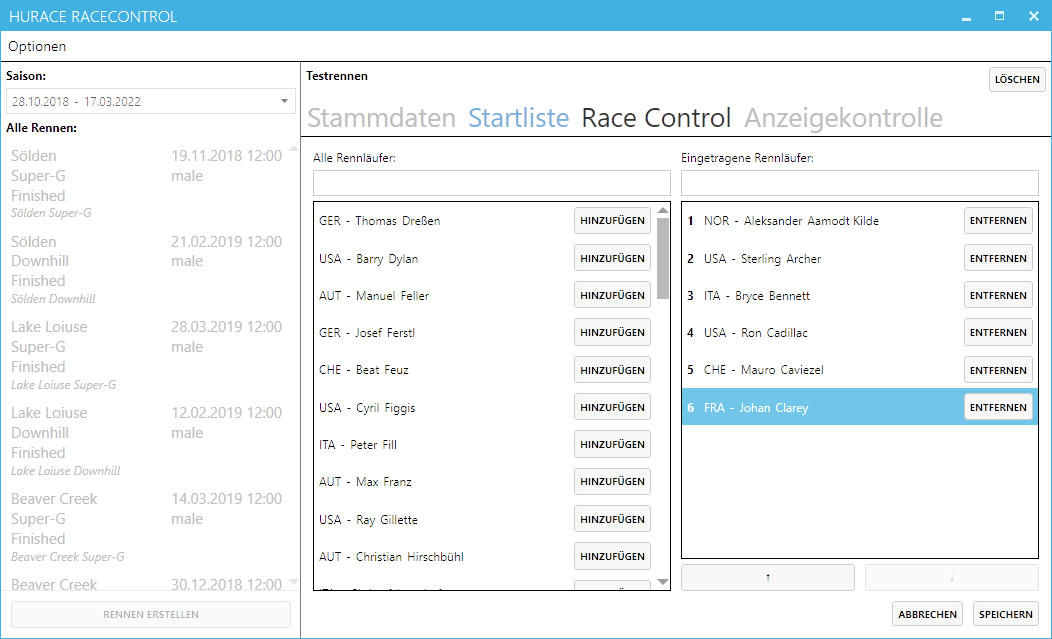 HURACE RACECONTROL
Optionen
Saison:
28.10.2018 - 17.03.2022
Alle Rennen:
Sölden 19.11.2018 12:00
Super-G male
Finished
Sölden Super-G
Sölden 21.02.2019 12:00
Downhill male
Finished
Sölden Downhill
Lake Loiuse 28.03.2019 12:00
Super-G male
Finished
Lake Loiuse Super-G
Lake Loiuse 12.02.2019 12:00
Downhill male
Finished
Lake Loiuse Downhill
Beaver Creek 14.03.2019 12:00
Super-G male
Finished
Beaver Creek Super-G
Beaver Creek 30.12.2018 12:00
RENNEN ERSTELLEN
Testrennen
LÖSCHEN
Stammdaten Startliste Race Control Anzeigekontrolle
Alle Rennläufer:
GER - Thomas Dreßen HINZUFÜGEN
USA - Barry Dylan HINZUFÜGEN
AUT - Manuel Feller HINZUFÜGEN
GER - Josef Ferstl HINZUFÜGEN
CHE - Beat Feuz HINZUFÜGEN
USA - Cyril Figgis HINZUFÜGEN
ITA - Peter Fill HINZUFÜGEN
AUT - Max Franz HINZUFÜGEN
USA - Ray Gillette HINZUFÜGEN
AUT - Christian Hirschbühl HINZUFÜGEN
Eingetragene Rennläufer:
1 NOR - Aleksander Aamodt Kilde ENTFERNEN
2 USA - Sterling Archer ENTFERNEN
3 ITA - Bryce Bennett ENTFERNEN
4 USA - Ron Cadillac ENTFERNEN
5 CHE - Mauro Caviezel ENTFERNEN
6 FRA - Johan Clarey ENTFERNEN
↑ ↓
ABBRECHEN SPEICHERN